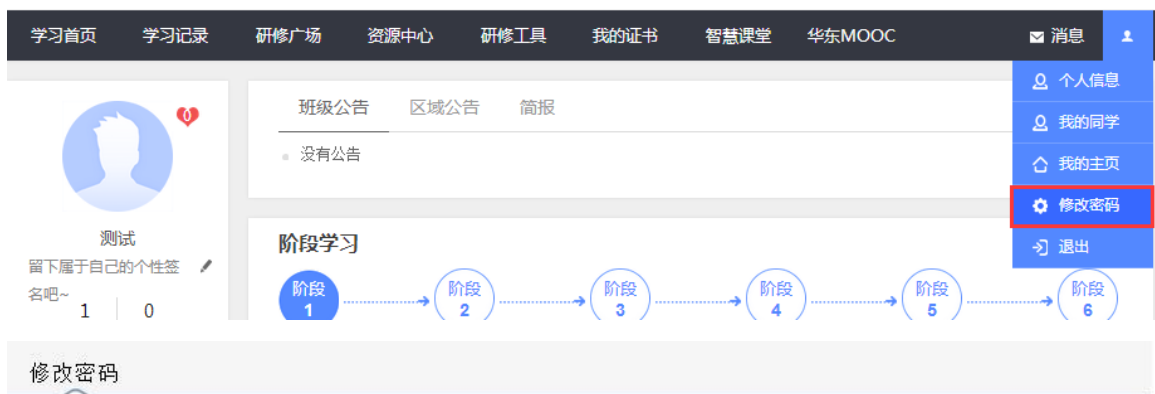 学习首页 学习记录 研修广场 资源中心 研修工具 我的证书 智慧课堂 华东MOOC 消息
个人信息
我的同学
我的主页
修改密码
退出
0
测试
留下属于自己的个性签
名吧~
1 0
班级公告 区域公告 简报
没有公告
阶段学习
阶段 1
阶段 2
阶段 3
阶段 4
阶段 5
阶段 6
修改密码